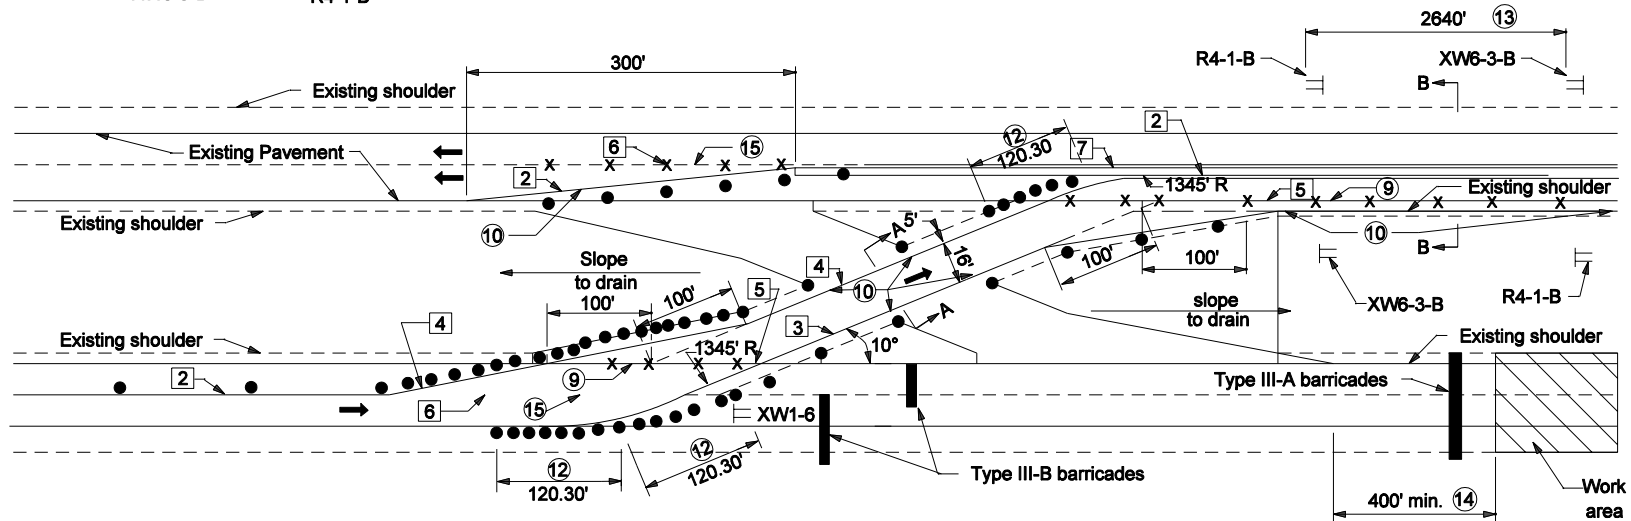 R4-1-B
2640' 13
R4-1-B
XW6-3-B
300'
Existing shoulder
B
12
120.30
2
6
15
7
Existing Pavement
2
1345' R
5
9
Existing shoulder
Existing shoulder
10
A
5'
10
B
Slope
to drain
4
16'
100'
100'
100'
100'
5
10
XW6-3-B
R4-1-B
slope
to drain
4
3
A
Existing shoulder
1345' R
10°
Existing shoulder
2
9
Type III-A barricades
6
15
XW1-6
12
120.30'
12
120.30'
Type III-B barricades
400' min. 14
Work
area